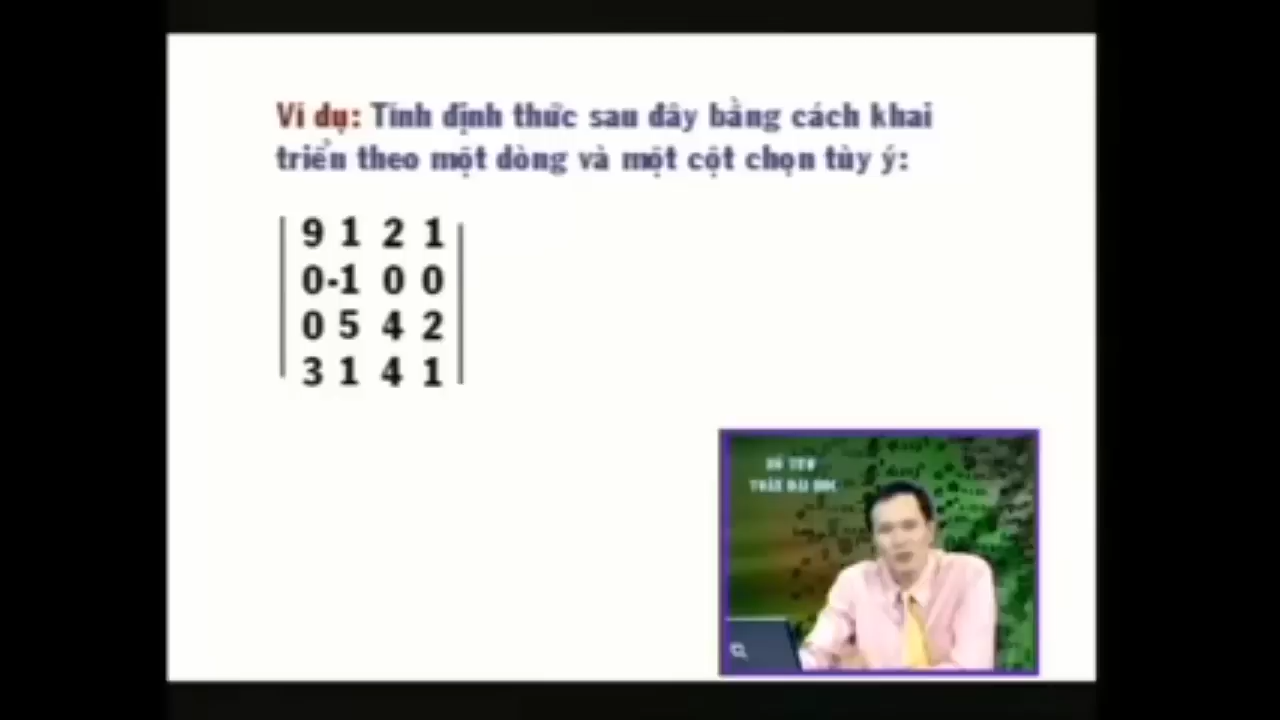 Ví dụ: Tính định thức sau đây bằng cách khai
triển theo một dòng và một cột chọn tùy ý:
9 1 2 1
0 -1 0 0
0 5 4 2
3 1 4 1